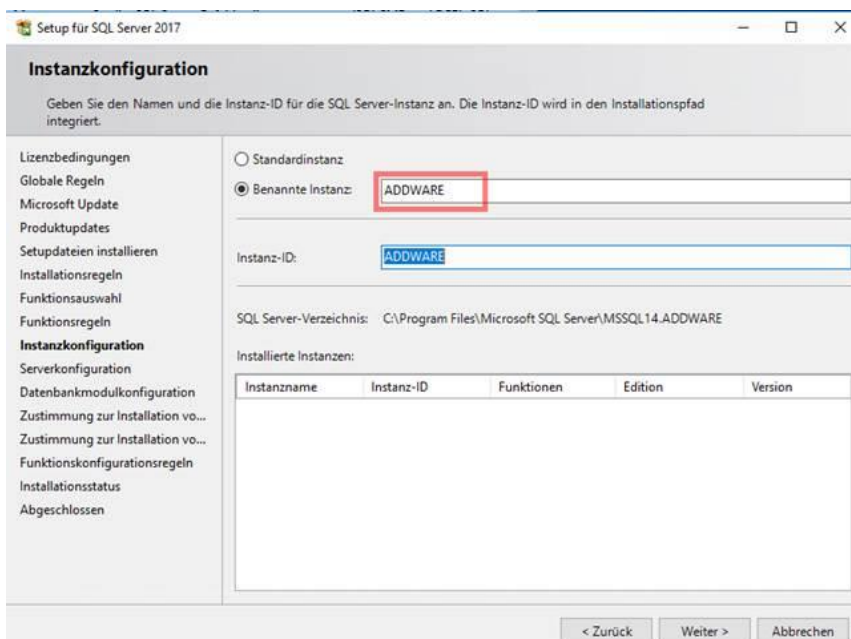 Setup für SQL Server 2017
Instanzkonfiguration
Geben Sie den Namen und die Instanz-ID für die SQL Server-Instanz an. Die Instanz-ID wird in den Installationspfad
integriert.
Lizenzbedingungen
Globale Regeln
Microsoft Update
Produktupdates
Setupdateien installieren
Installationsregeln
Funktionsauswahl
Funktionsregeln
Instanzkonfiguration
Serverkonfiguration
Datenbankmodulkonfiguration
Zustimmung zur Installation vo...
Zustimmung zur Installation vo...
Funktionskonfigurationsregeln
Installationsstatus
Abgeschlossen
Standardinstanz
Benannte Instanz: ADDWARE
Instanz-ID: ADDWARE
SQL Server-Verzeichnis: C:\Program Files\Microsoft SQL Server\MSSQL14.ADDWARE
Installierte Instanzen:
Instanzname Instanz-ID Funktionen Edition Version
< Zurück Weiter > Abbrechen